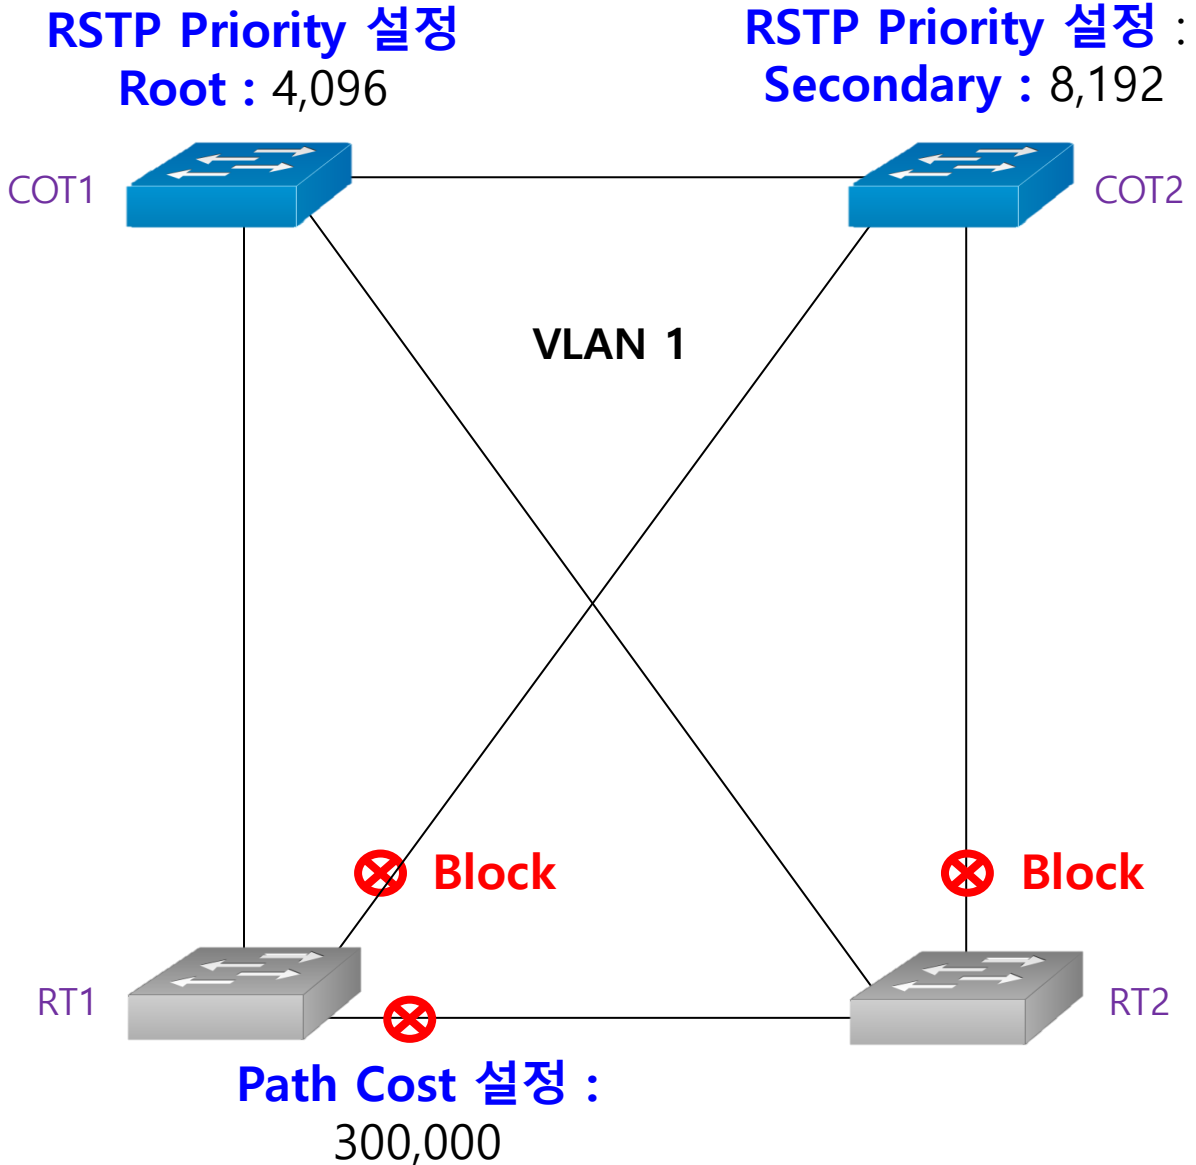 RSTP Priority 설정
Root : 4,096
RSTP Priority 설정 :
Secondary : 8,192
COT1
COT2
VLAN 1
Block
Block
RT1
RT2
Path Cost 설정 :
300,000